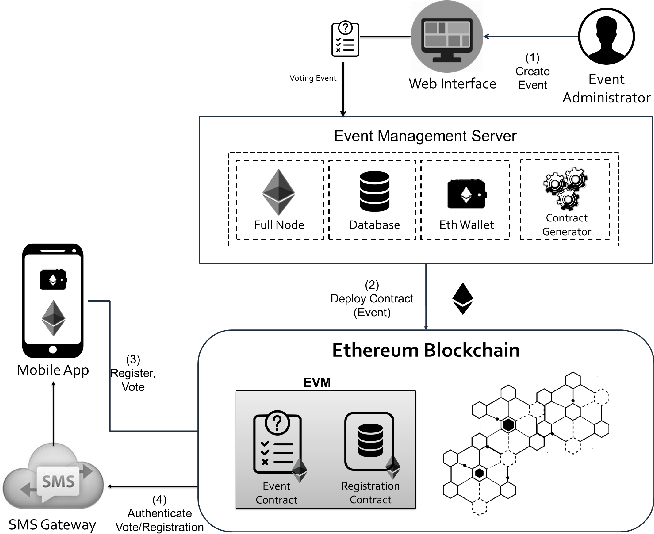 (1)
Create
Event
Web Interface
Event
Administrator
Voting Event
Event Management Server
Full Node
Database
Eth Wallet
Contract
Generator
(2)
Deploy Contract
(Event)
Mobile App
(3)
Register,
Vote
Ethereum Blockchain
EVM
?
Event
Contract
Registration
Contract
SMS
SMS Gateway
(4)
Authenticate
Vote/Registration